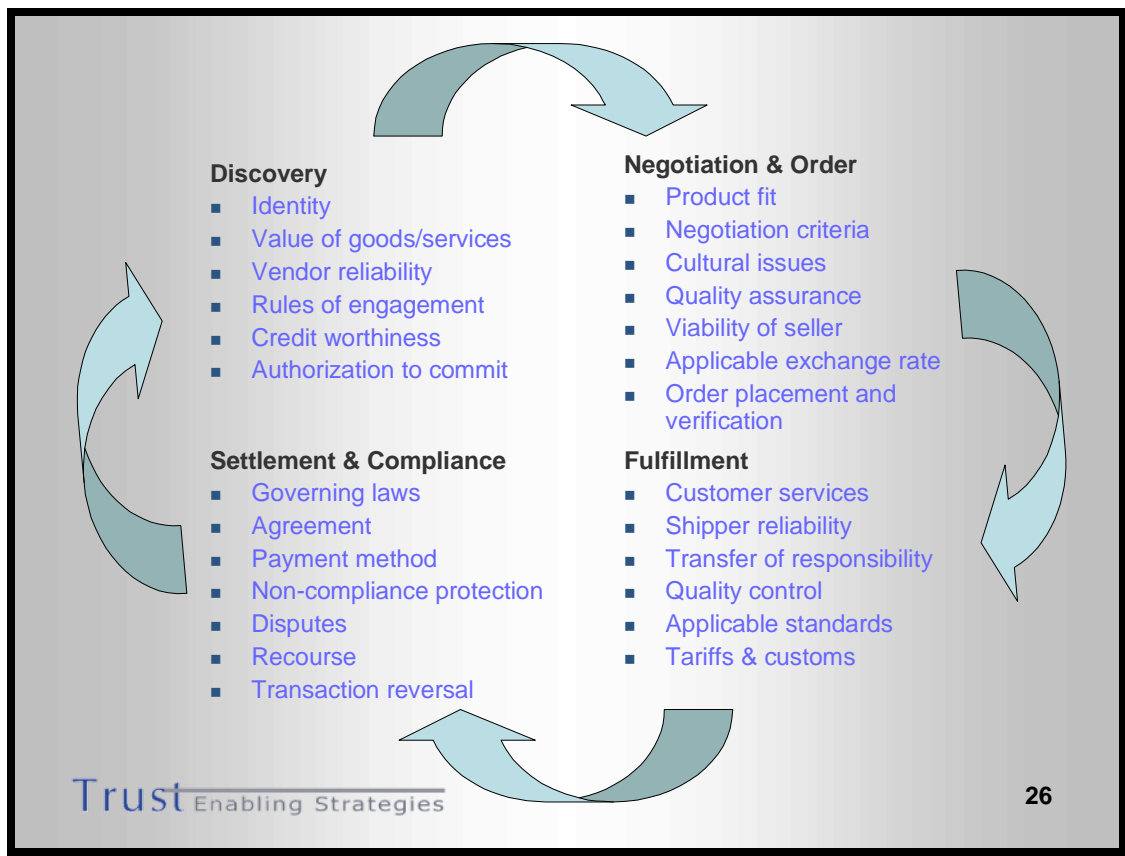 Discovery
■ Identity
■ Value of goods/services
■ Vendor reliability
■ Rules of engagement
■ Credit worthiness
■ Authorization to commit
Negotiation & Order
■ Product fit
■ Negotiation criteria
■ Cultural issues
■ Quality assurance
■ Viability of seller
■ Applicable exchange rate
■ Order placement and
verification
Settlement & Compliance
■ Governing laws
■ Agreement
■ Payment method
■ Non-compliance protection
■ Disputes
■ Recourse
■ Transaction reversal
Fulfillment
■ Customer services
■ Shipper reliability
■ Transfer of responsibility
■ Quality control
■ Applicable standards
■ Tariffs & customs
Trust Enabling Strategies
26